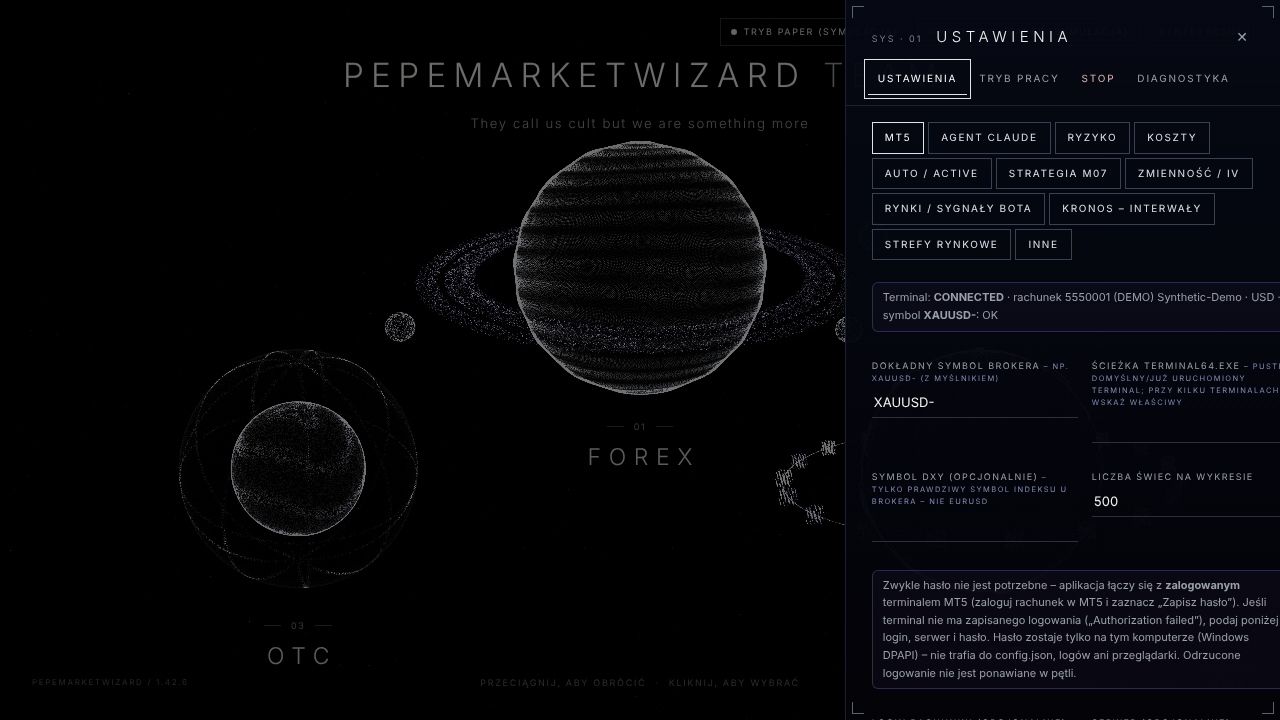 TRYB PAPER (SYM
PEPEMARKETWIZARD T
They call us cult but we are something more
01
FOREX
03
OTC
PEPEMARKETWIZARD / 1.42.6
PRZECIĄGNIJ, ABY OBRÓCIĆ · KLIKNIJ, ABY WYBRAĆ
SYS · 01 USTAWIENIA ✕
USTAWIENIA TRYB PRACY STOP DIAGNOSTYKA
MT5 AGENT CLAUDE RYZYKO KOSZTY
AUTO / ACTIVE STRATEGIA M07 ZMIENNOŚĆ / IV
RYNKI / SYGNAŁY BOTA KRONOS – INTERWAŁY
STREFY RYNKOWE INNE
Terminal: CONNECTED · rachunek 5550001 (DEMO) Synthetic-Demo · USD ·
symbol XAUUSD-: OK
DOKŁADNY SYMBOL BROKERA – NP.
XAUUSD- (Z MYŚLNIKIEM)
XAUUSD-
ŚCIEŻKA TERMINAL64.EXE – PUST
DOMYŚLNY/JUŻ URUCHOMIONY
TERMINAL; PRZY KILKU TERMINALACH
WSKAŻ WŁAŚCIWY
SYMBOL DXY (OPCJONALNIE) –
TYLKO PRAWDZIWY SYMBOL INDEKSU U
BROKERA – NIE EURUSD
LICZBA ŚWIEC NA WYKRESIE
500
Zwykle hasło nie jest potrzebne – aplikacja łączy się z zalogowanym
terminalem MT5 (zaloguj rachunek w MT5 i zaznacz „Zapisz hasło”). Jeśli
terminal nie ma zapisanego logowania („Authorization failed”), podaj poniżej
login, serwer i hasło. Hasło zostaje tylko na tym komputerze (Windows
DPAPI) – nie trafia do config.json, logów ani przeglądarki. Odrzucone
logowanie nie jest ponawiane w pętli.